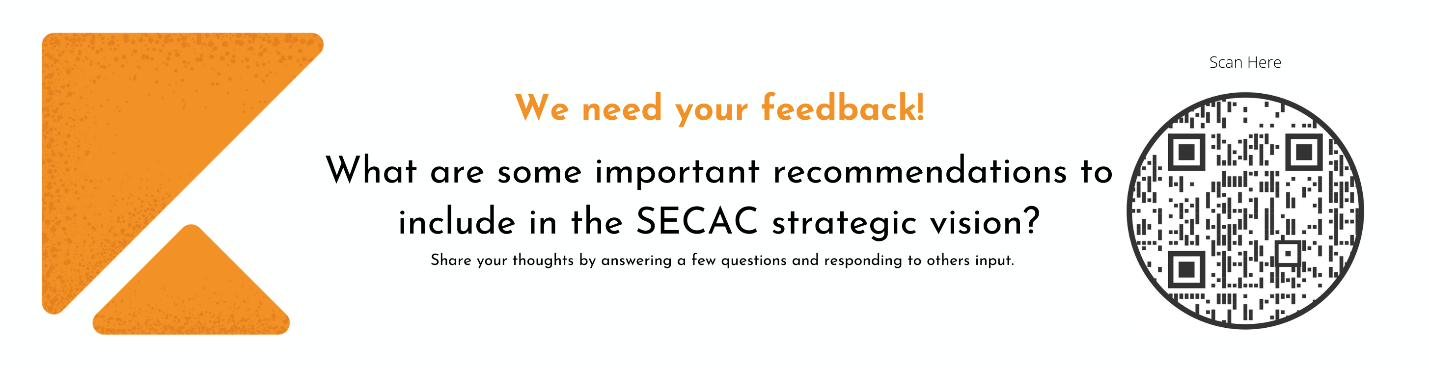 We need your feedback!
What are some important recommendations to
include in the SECAC strategic vision?
Share your thoughts by answering a few questions and responding to others input.
Scan Here